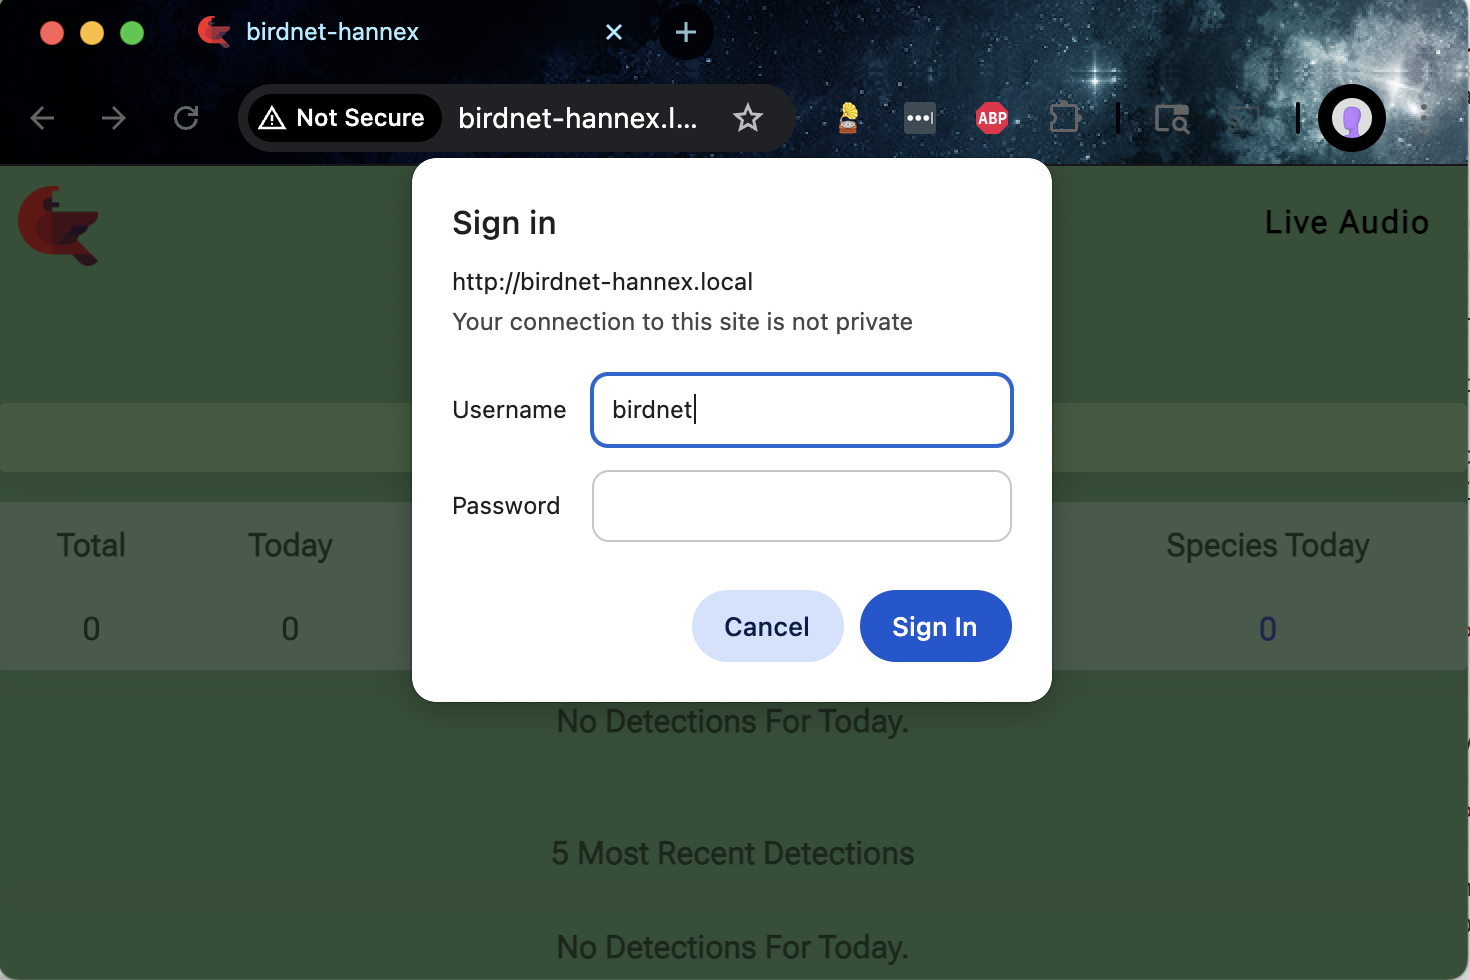 birdnet-hannex
Not Secure
birdnet-hannex.l...
ABP
Live Audio
Sign in
http://birdnet-hannex.local
Your connection to this site is not private
Username
birdnet
Password
Cancel
Sign In
Total
Today
Species Today
0
0
0
No Detections For Today.
5 Most Recent Detections
No Detections For Today.